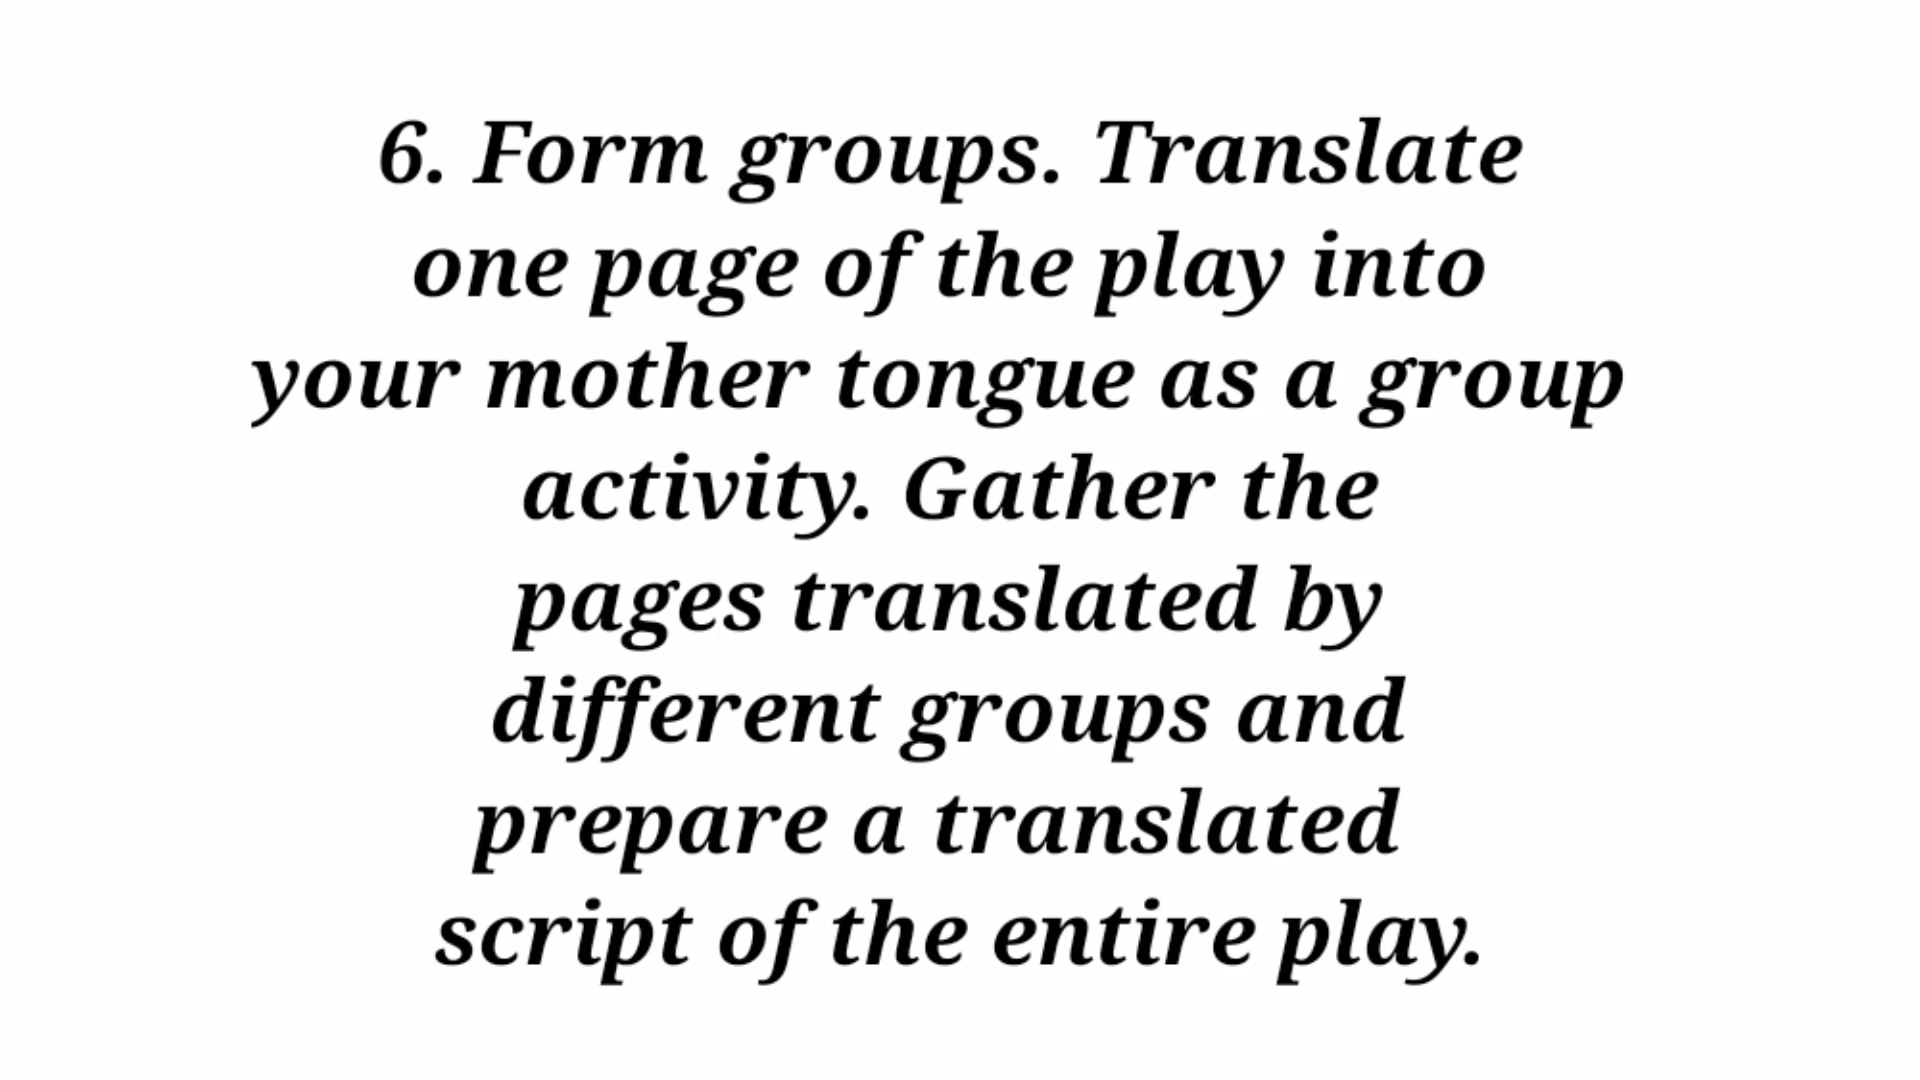 6. Form groups. Translate
one page of the play into
your mother tongue as a group
activity. Gather the
pages translated by
different groups and
prepare a translated
script of the entire play.